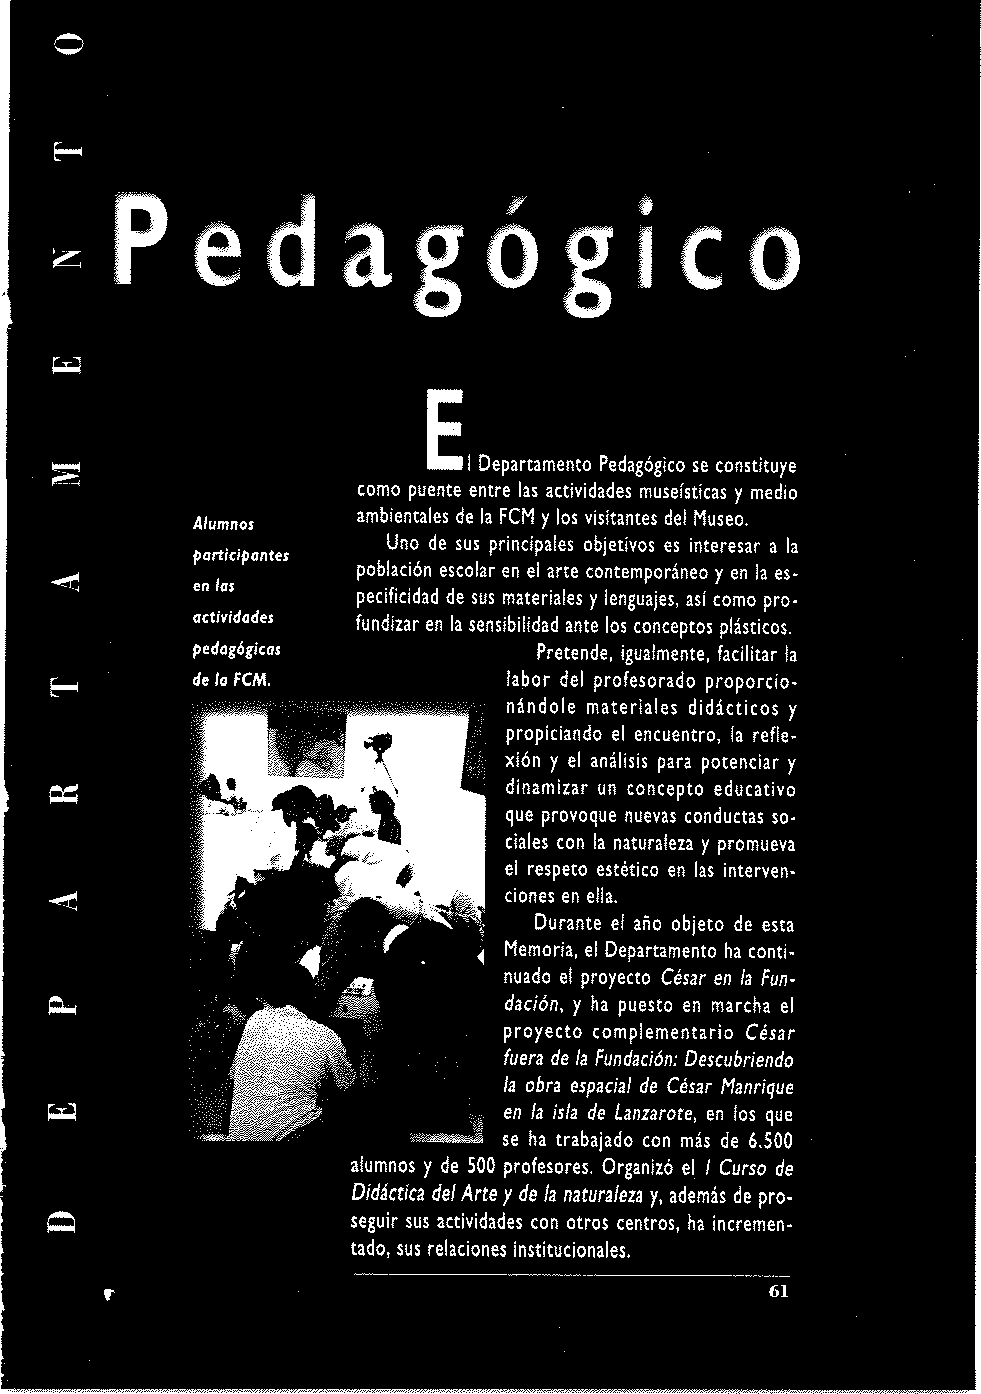 DEPARTAMENTO
Pedagógico
El Departamento Pedagógico se constituye
como puente entre las actividades museísticas y medio
ambientales de la FCM y los visitantes del Museo.
Uno de sus principales objetivos es interesar a la
población escolar en el arte contemporáneo y en la es-
pecificidad de sus materiales y lenguajes, así como pro-
fundizar en la sensibilidad ante los conceptos plásticos.
Pretende, igualmente, facilitar la
labor del profesorado proporcio-
nándole materiales didácticos y
propiciando el encuentro, la refle-
xión y el análisis para potenciar y
dinamizar un concepto educativo
que provoque nuevas conductas so-
ciales con la naturaleza y promueva
el respeto estético en las interven-
ciones en ella.
Durante el año objeto de esta
Memoria, el Departamento ha conti-
nuado el proyecto César en la Fun-
dación, y ha puesto en marcha el
proyecto complementario César
fuera de la Fundación: Descubriendo
la obra espacial de César Manrique
en la isla de Lanzarote, en los que
se ha trabajado con más de 6.500
alumnos y de 500 profesores. Organizó el I Curso de
Didáctica del Arte y de la naturaleza y, además de pro-
seguir sus actividades con otros centros, ha incremen-
tado, sus relaciones institucionales.
Alumnos
participantes
en las
actividades
pedagógicas
de la FCM.
61